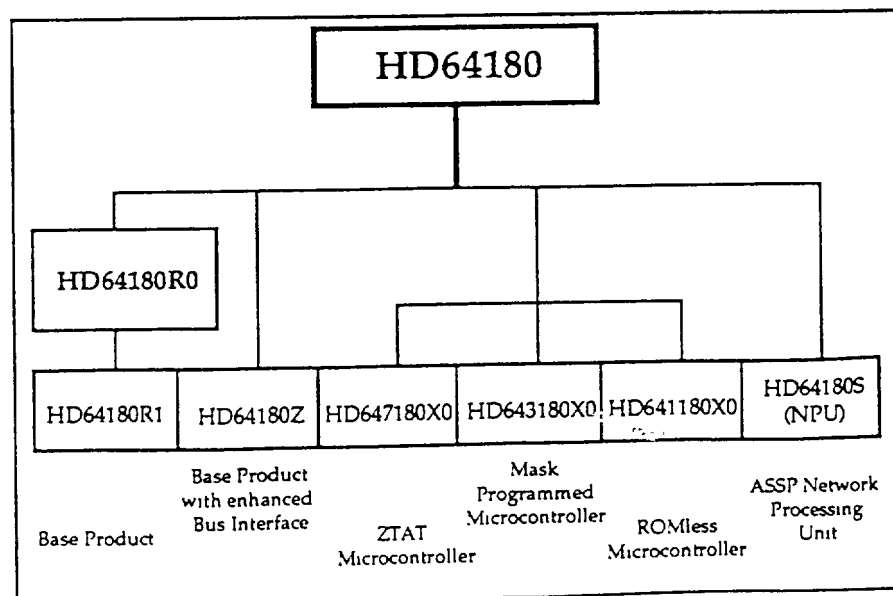 HD64180
HD64180R0
HD64180R1
HD64180Z
HD647180X0
HD643180X0
HD641180X0
HD64180S
(NPU)
Base Product
Base Product
with enhanced
Bus Interface
ZTAT
Microcontroller
Mask
Programmed
Microcontroller
ROMless
Microcontroller
ASSP Network
Processing
Unit